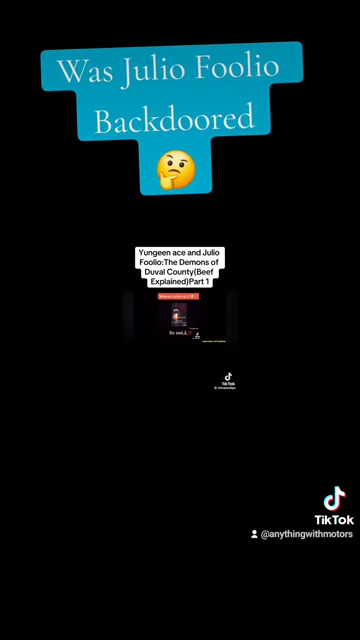 Was Julio Foolio
Backdoored
🤔
Yungeen ace and Julio
Foolio:The Demons of
Duval County(Beef
Explained)Part 1
So sad
TikTok
TikTok
@anythingwithmotors